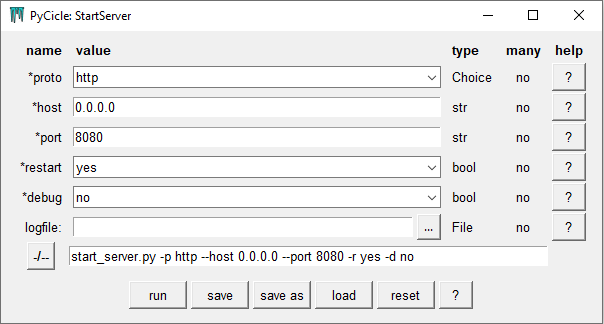 PyCicle: StartServer
name value type many help
*proto http Choice no ?
*host 0.0.0.0 str no ?
*port 8080 str no ?
*restart yes bool no ?
*debug no bool no ?
logfile: ... File no ?
-/-- start_server.py -p http --host 0.0.0.0 --port 8080 -r yes -d no
run save save as load reset ?